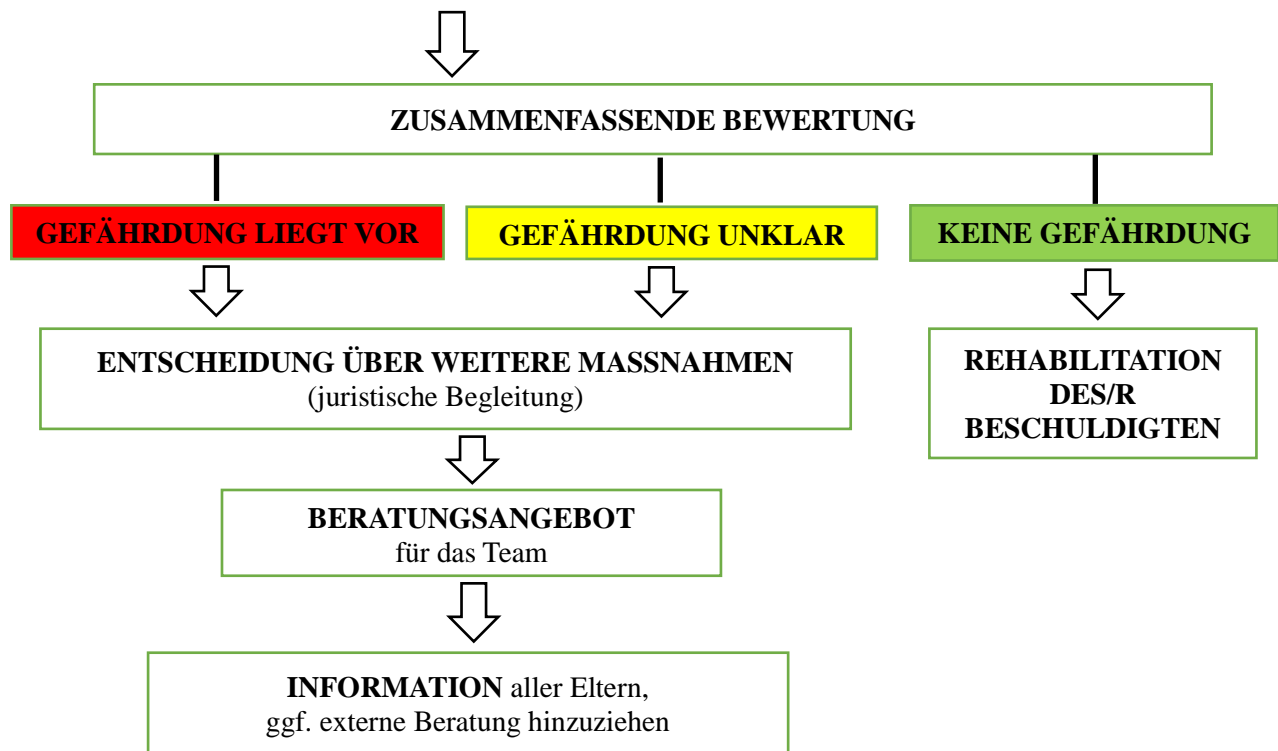 ZUSAMMENFASSENDE BEWERTUNG
GEFÄHRDUNG LIEGT VOR
GEFÄHRDUNG UNKLAR
KEINE GEFÄHRDUNG
ENTSCHEIDUNG ÜBER WEITERE MASSNAHMEN
(juristische Begleitung)
REHABILITATION
DES/R
BESCHULDIGTEN
BERATUNGSANGEBOT
für das Team
INFORMATION aller Eltern,
ggf. externe Beratung hinzuziehen